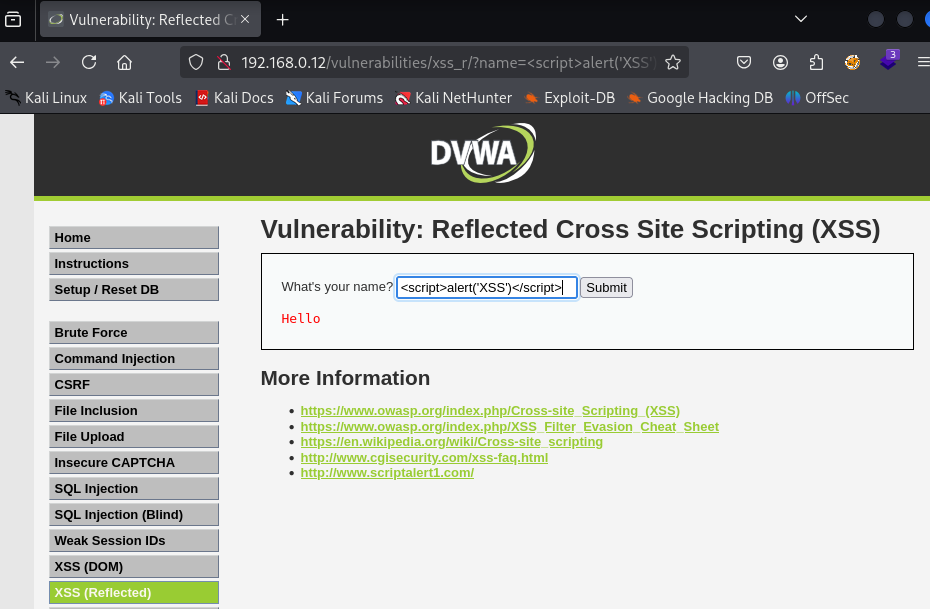 Vulnerability: Reflected C
3
192.168.0.12/vulnerabilities/xss_r/?name=<script>alert('XSS'
Kali Linux Kali Tools Kali Docs Kali Forums Kali NetHunter Exploit-DB Google Hacking DB OffSec
DVWA
Vulnerability: Reflected Cross Site Scripting (XSS)
Home
Instructions
Setup / Reset DB
Brute Force
Command Injection
CSRF
File Inclusion
File Upload
Insecure CAPTCHA
SQL Injection
SQL Injection (Blind)
Weak Session IDs
XSS (DOM)
XSS (Reflected)
What's your name? <script>alert('XSS')</script> Submit
Hello
More Information
https://www.owasp.org/index.php/Cross-site_Scripting_(XSS)
https://www.owasp.org/index.php/XSS_Filter_Evasion_Cheat_Sheet
https://en.wikipedia.org/wiki/Cross-site_scripting
http://www.cgisecurity.com/xss-faq.html
http://www.scriptalert1.com/